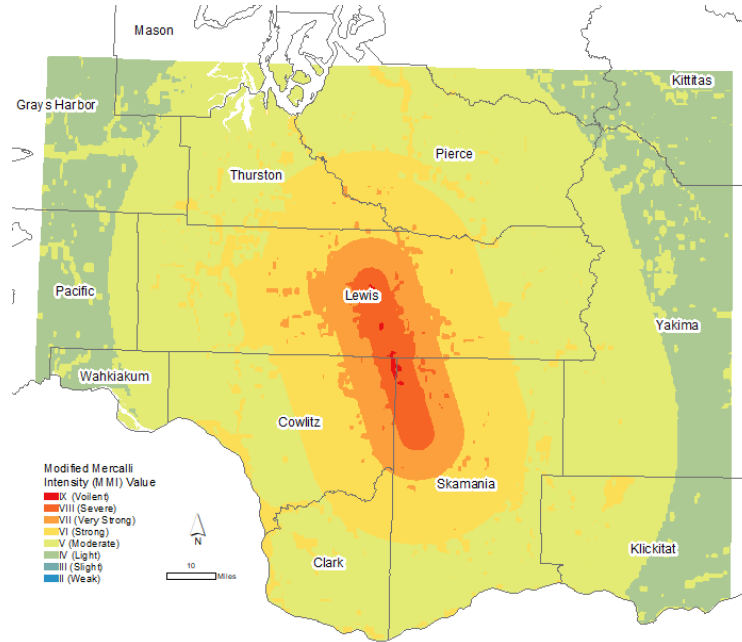 Mason
Kittitas
Grays Harbor
Pierce
Thurston
Pacific
Lewis
Yakima
Wahkiakum
Cowlitz
Skamania
Clark
Klickitat
Modified Mercalli
Intensity (MMI) Value
IX (Voilent)
VIII (Severe)
VII (Very Strong)
VI (Strong)
V (Moderate)
IV (Light)
III (Slight)
II (Weak)
N
10
Miles